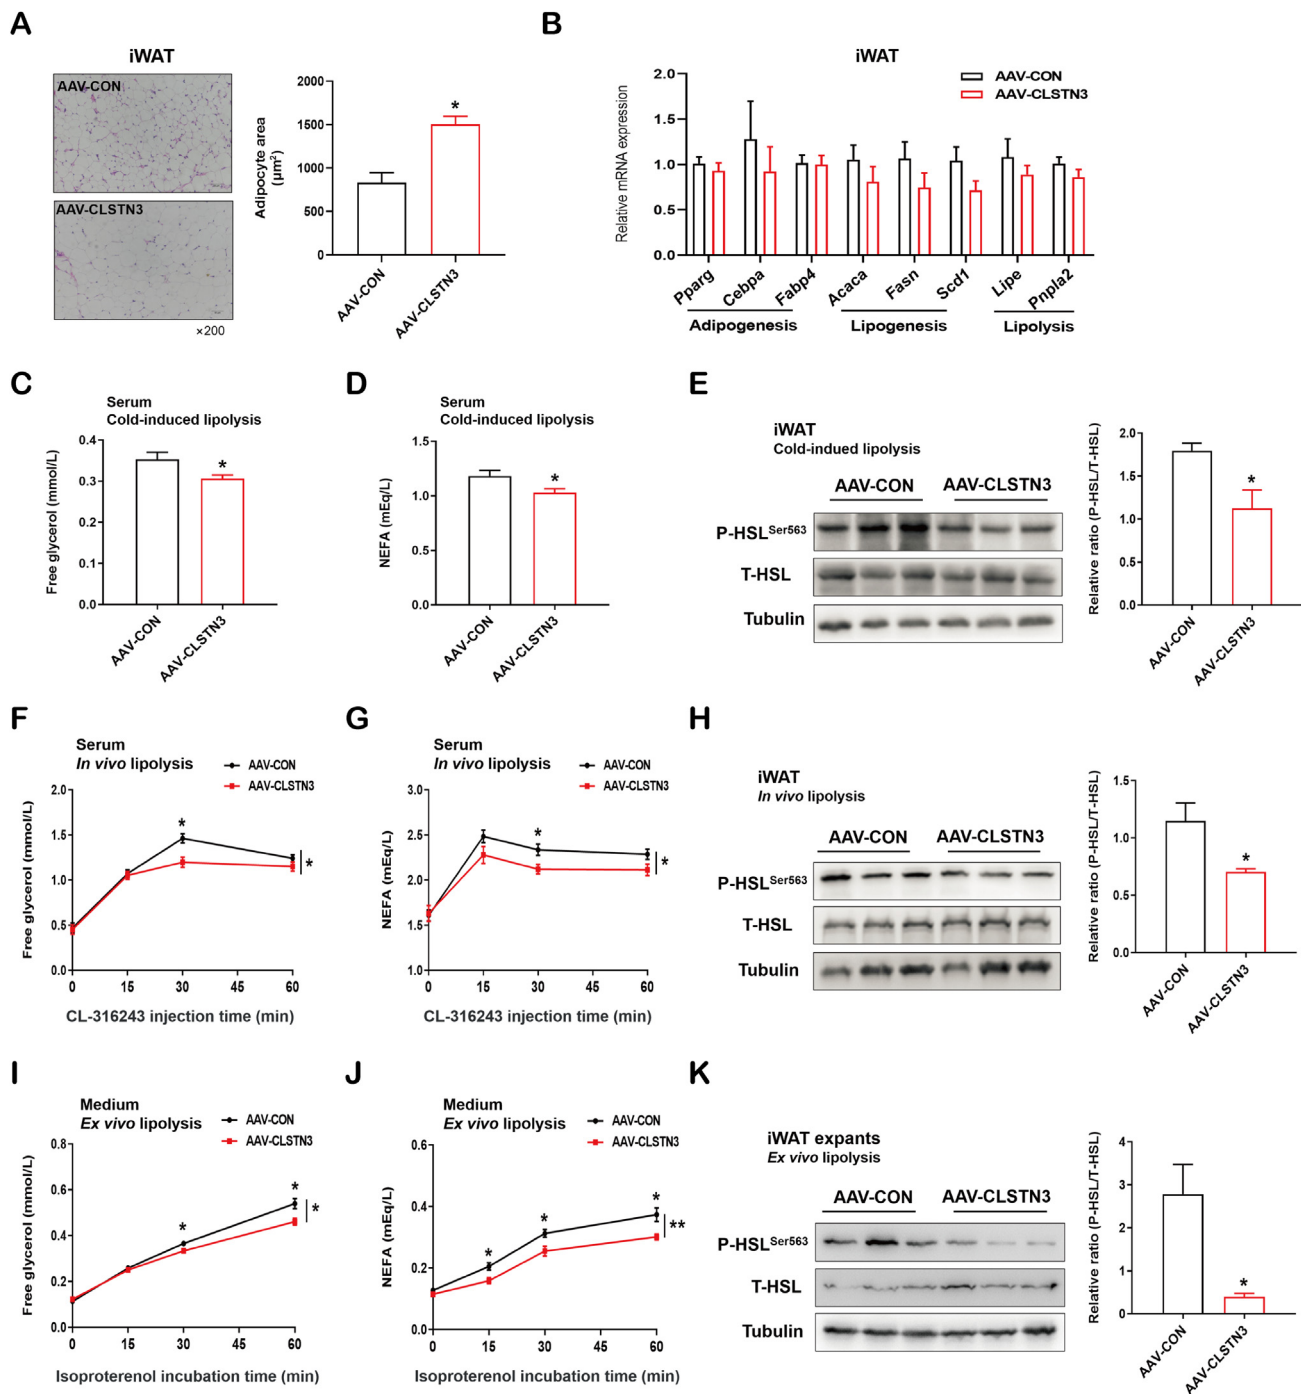 A
iWAT
AAV-CON
AAV-CLSTN3
×200
Adipocyte area
(μm²)
2000
1500
1000
500
0
*
AAV-CON
AAV-CLSTN3
B
iWAT
AAV-CON
AAV-CLSTN3
Relative mRNA expression
2.0
1.5
1.0
0.5
0.0
Pparg
Cebpa
Fabp4
Acaca
Fasn
Scd1
Lipe
Pnpla2
Adipogenesis
Lipogenesis
Lipolysis
C
Serum
Cold-induced lipolysis
Free glycerol (mmol/L)
0.4
0.3
0.2
0.1
0.0
*
AAV-CON
AAV-CLSTN3
D
Serum
Cold-induced lipolysis
NEFA (mEq/L)
1.5
1.0
0.5
0.0
*
AAV-CON
AAV-CLSTN3
E
iWAT
Cold-indued lipolysis
AAV-CON
AAV-CLSTN3
P-HSLSer563
T-HSL
Tubulin
Relative ratio (P-HSL/T-HSL)
2.0
1.5
1.0
0.5
0.0
*
AAV-CON
AAV-CLSTN3
F
Serum
In vivo lipolysis
AAV-CON
AAV-CLSTN3
Free glycerol (mmol/L)
2.0
1.5
1.0
0.5
0.0
*
*
0 15 30 45 60
CL-316243 injection time (min)
G
Serum
In vivo lipolysis
AAV-CON
AAV-CLSTN3
NEFA (mEq/L)
3.0
2.5
2.0
1.5
1.0
*
*
0 15 30 45 60
CL-316243 injection time (min)
H
iWAT
In vivo lipolysis
AAV-CON
AAV-CLSTN3
P-HSLSer563
T-HSL
Tubulin
Relative ratio (P-HSL/T-HSL)
1.5
1.0
0.5
0.0
*
AAV-CON
AAV-CLSTN3
I
Medium
Ex vivo lipolysis
AAV-CON
AAV-CLSTN3
Free glycerol (mmol/L)
0.8
0.6
0.4
0.2
0.0
*
*
*
0 15 30 45 60
Isoproterenol incubation time (min)
J
Medium
Ex vivo lipolysis
AAV-CON
AAV-CLSTN3
NEFA (mEq/L)
0.6
0.4
0.2
0.0
*
*
*
**
0 15 30 45 60
Isoproterenol incubation time (min)
K
iWAT expants
Ex vivo lipolysis
AAV-CON
AAV-CLSTN3
P-HSLSer563
T-HSL
Tubulin
Relative ratio (P-HSL/T-HSL)
4
3
2
1
0
*
AAV-CON
AAV-CLSTN3